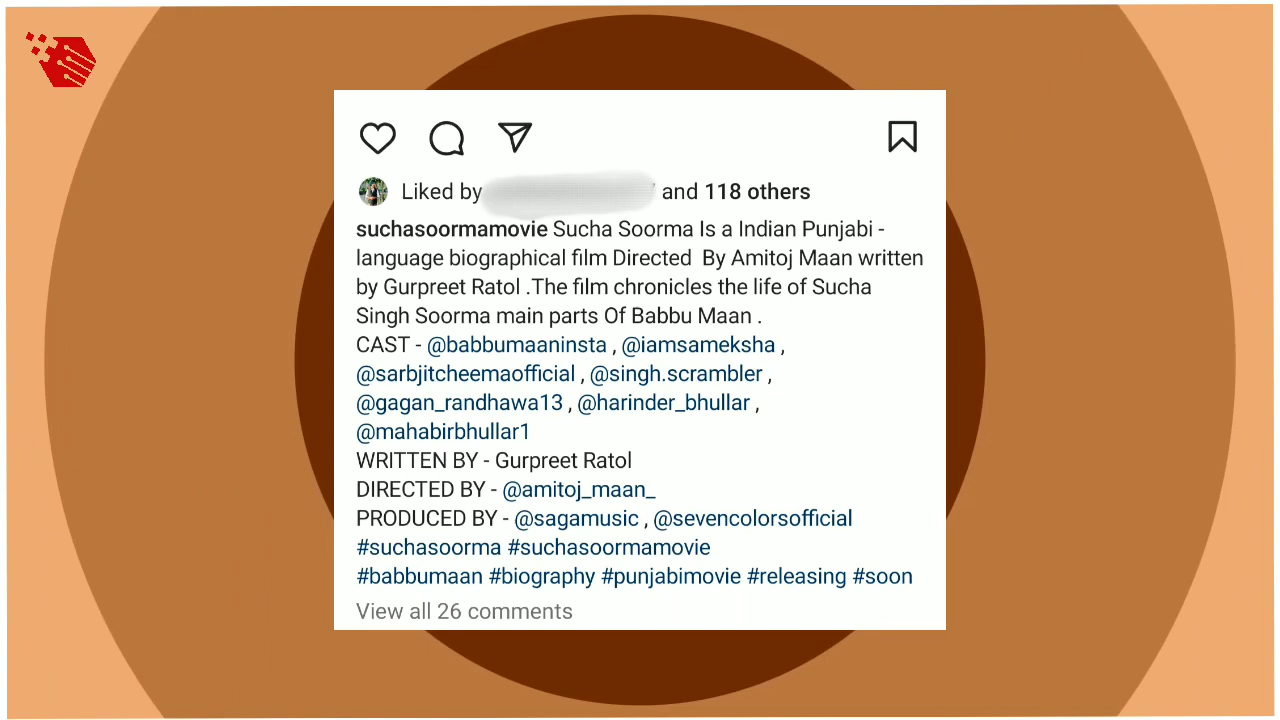 Liked by and 118 others
suchasoormamovie Sucha Soorma Is a Indian Punjabi -
language biographical film Directed By Amitoj Maan written
by Gurpreet Ratol .The film chronicles the life of Sucha
Singh Soorma main parts Of Babbu Maan .
CAST - @babbumaaninsta , @iamsameksha ,
@sarbjitcheemaofficial , @singh.scrambler ,
@gagan_randhawa13 , @harinder_bhullar ,
@mahabirbhullar1
WRITTEN BY - Gurpreet Ratol
DIRECTED BY - @amitoj_maan_
PRODUCED BY - @sagamusic , @sevencolorsofficial
#suchasoorma #suchasoormamovie
#babbumaan #biography #punjabimovie #releasing #soon
View all 26 comments